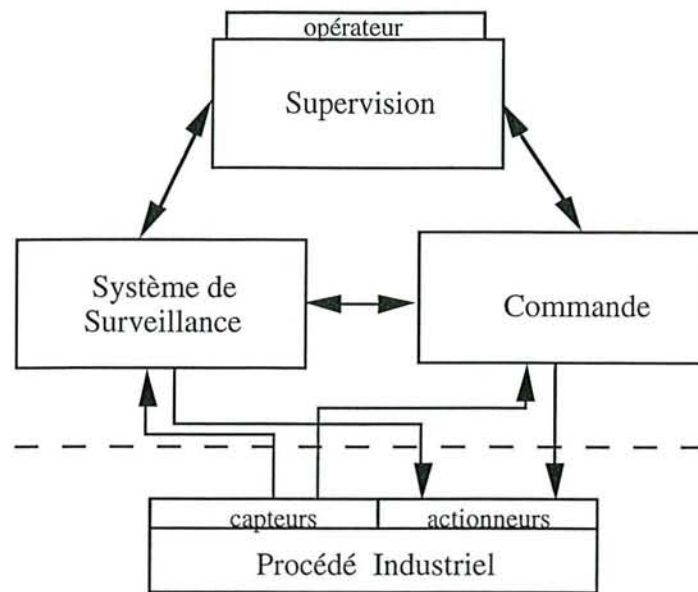 opérateur
Supervision
Système de
Surveillance
Commande
capteurs
actionneurs
Procédé Industriel